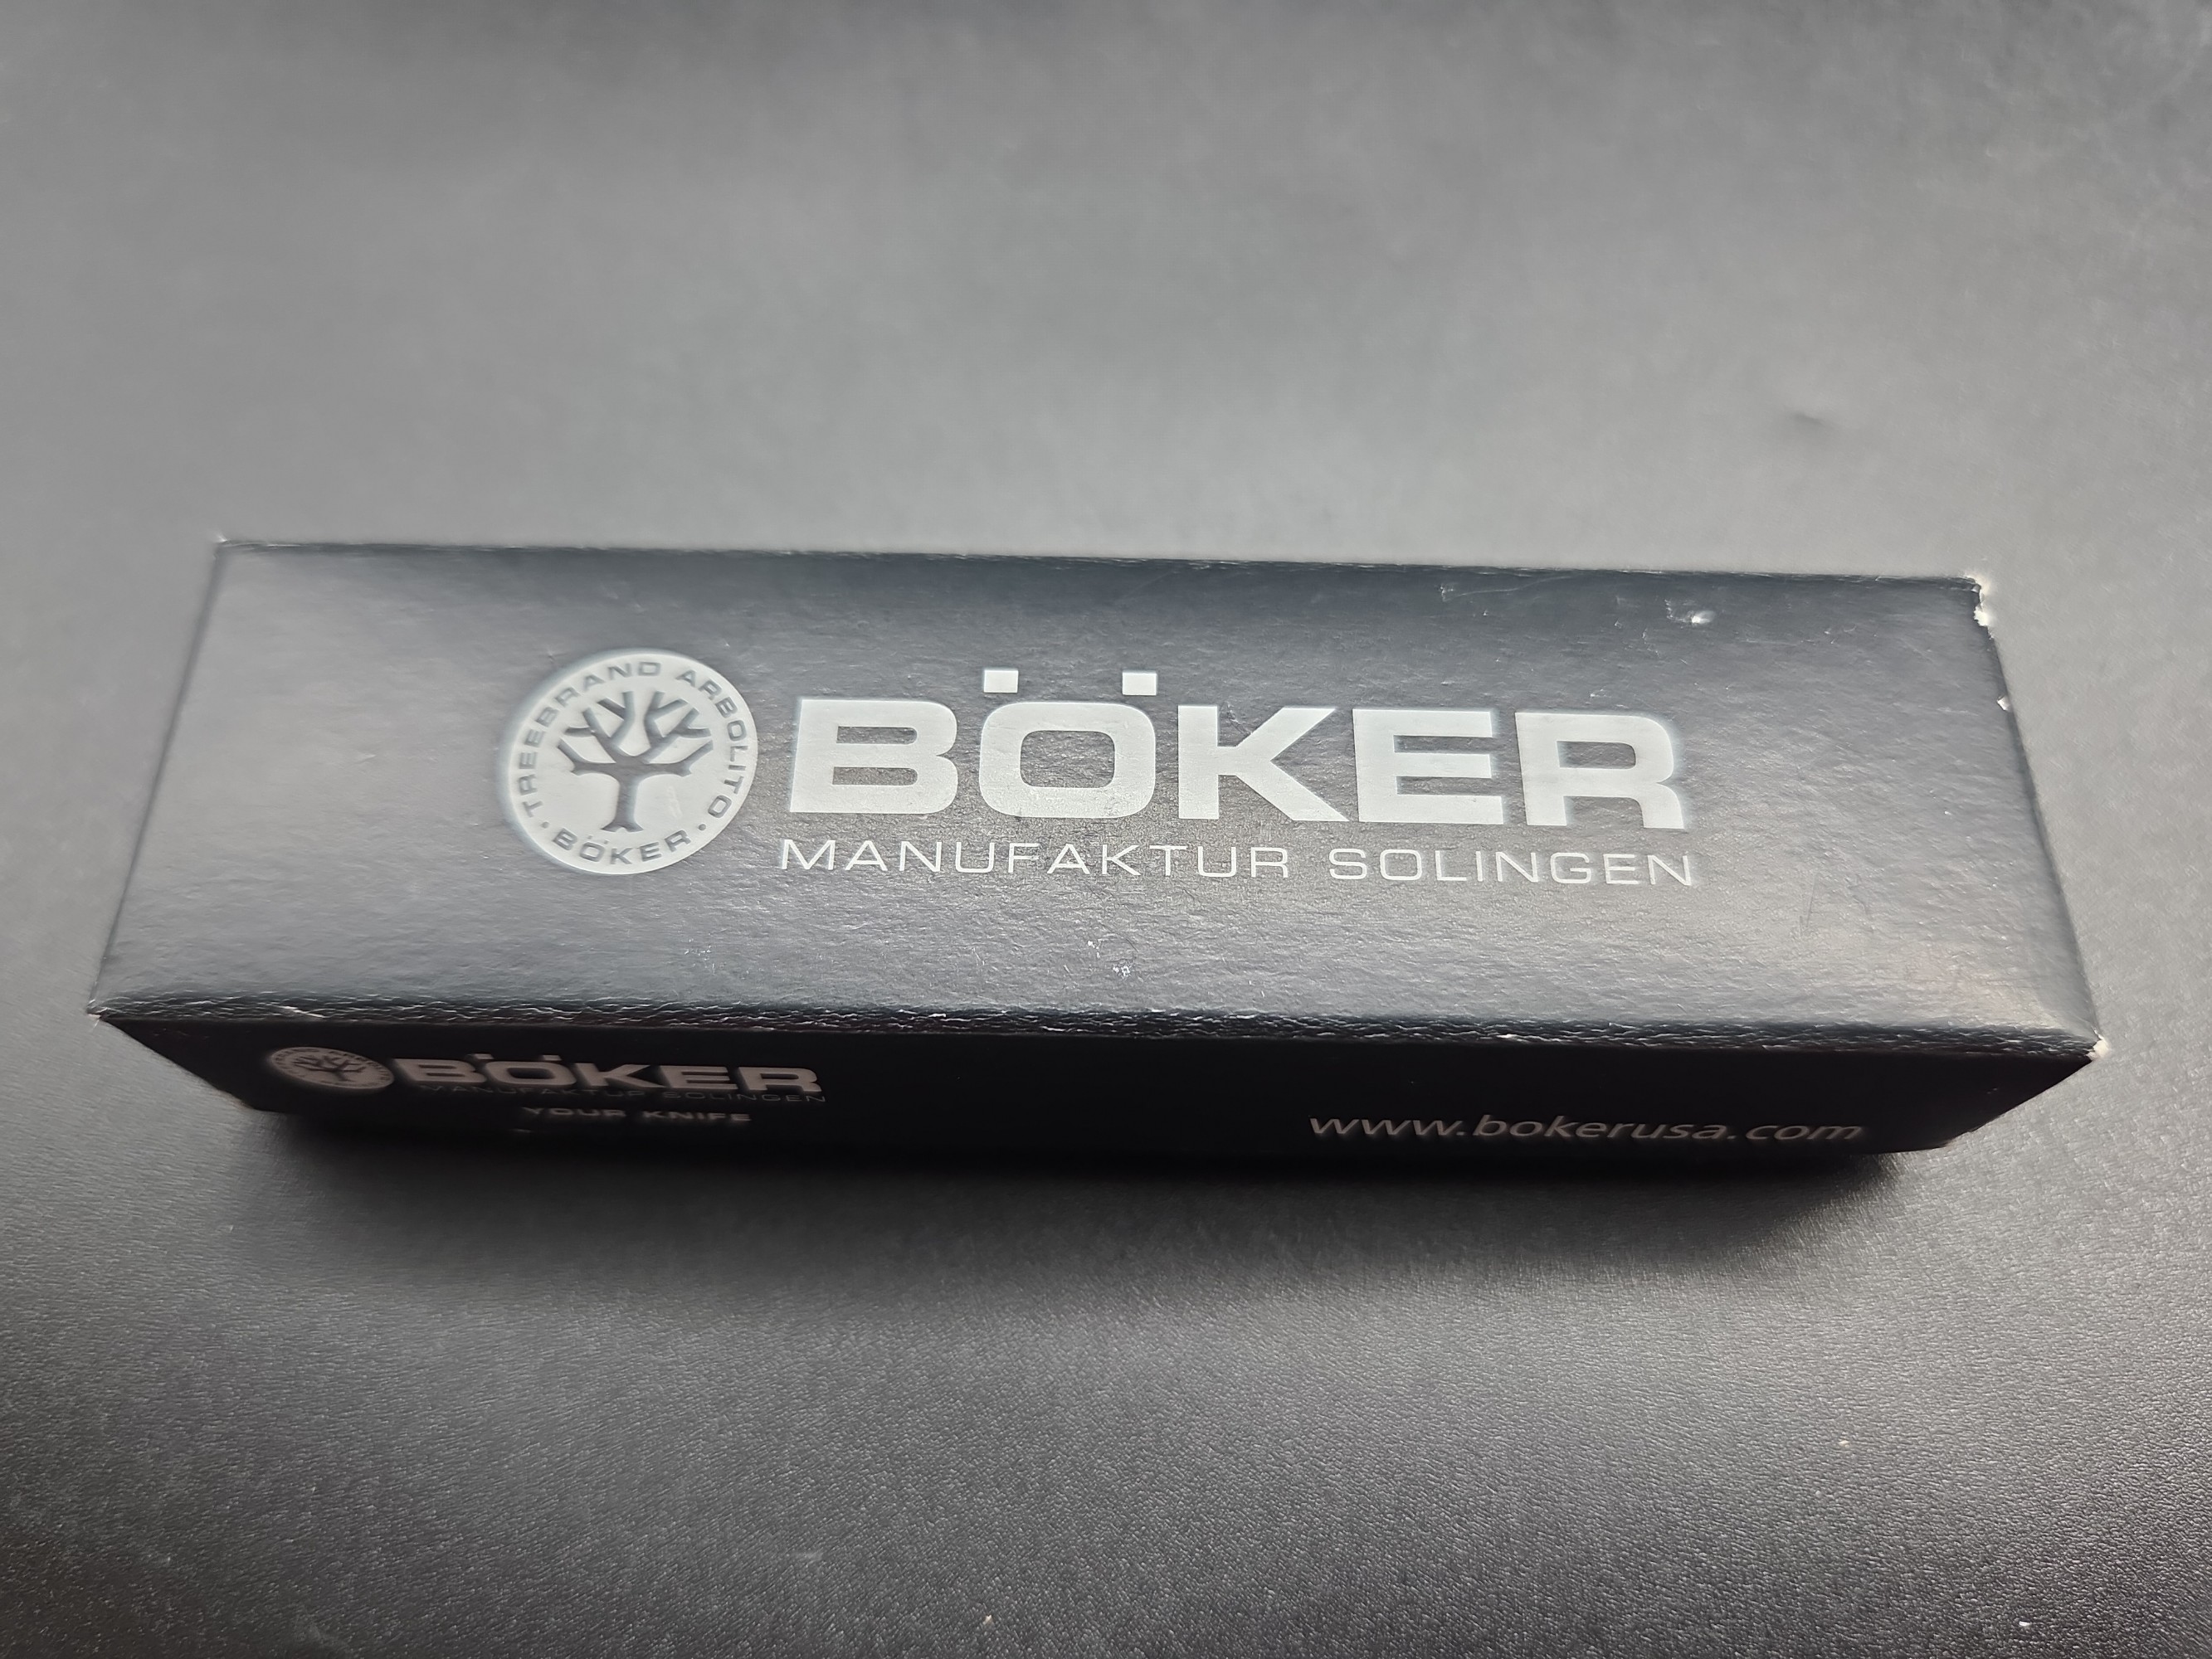 TREEBRAND ARBOLITO
· BÖKER ·
BÖKER
MANUFAKTUR SOLINGEN
BÖKER
MANUFAKTUR SOLINGEN
YOUR KNIFE
www.bokerusa.com